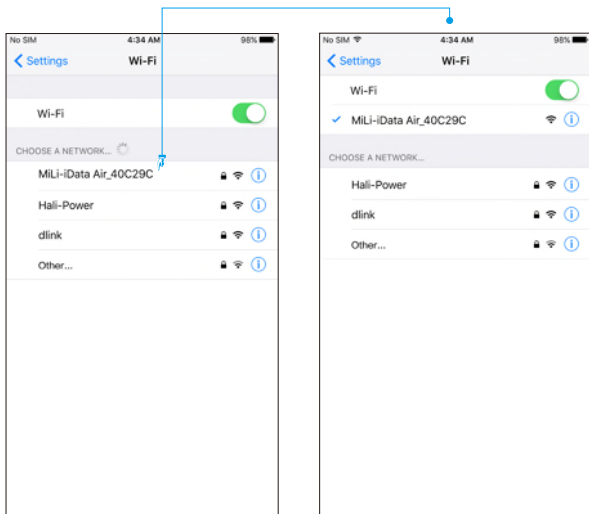 No SIM 4:34 AM 98%
Settings Wi-Fi
Wi-Fi
CHOOSE A NETWORK...
MiLi-iData Air_40C29C
Hali-Power
dlink
Other...
No SIM 4:34 AM 98%
Settings Wi-Fi
Wi-Fi
MiLi-iData Air_40C29C
CHOOSE A NETWORK...
Hali-Power
dlink
Other...